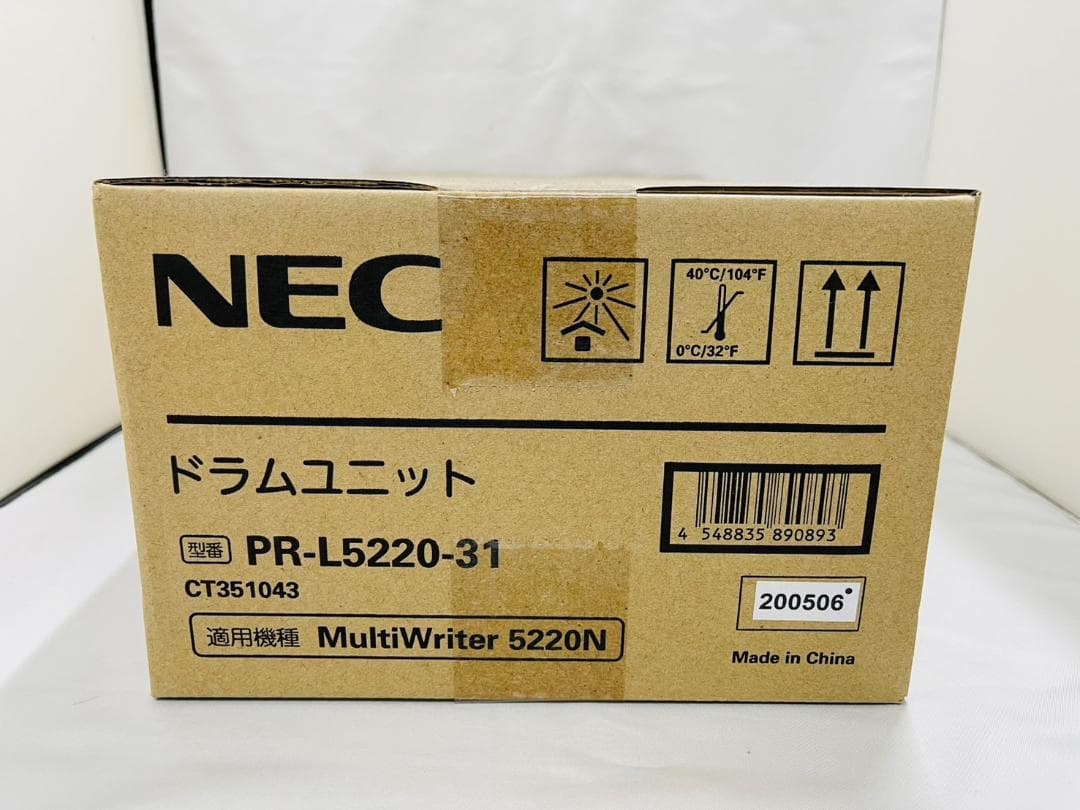 NEC
40°C/104°F
0°C/32°F
ドラムユニット
型番 PR-L5220-31
CT351043
適用機種 MultiWriter 5220N
4 548835 890893
200506
Made in China